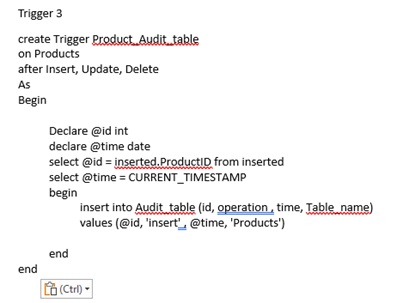 Trigger 3
create Trigger Product_Audit_table
on Products
after Insert, Update, Delete
As
Begin
Declare @id int
declare @time date
select @id = inserted.ProductID from inserted
select @time = CURRENT_TIMESTAMP
begin
insert into Audit_table (id, operation , time, Table_name)
values (@id, 'insert' , @time, 'Products')
end
end
(Ctrl)